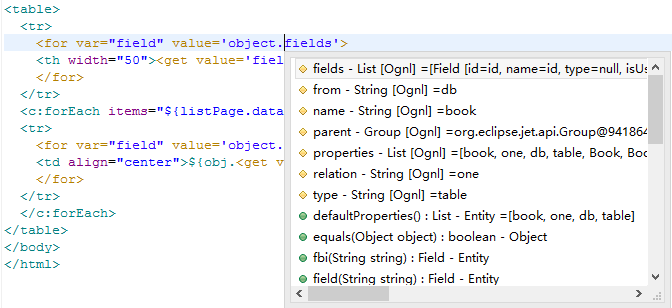 <table>
<tr>
<for var="field" value='object.fields'>
<th width="50"><get value='fiel
</for>
</tr>
<c:forEach items="${listPage.data
<tr>
<for var="field" value='object.
<td align="center">${obj.<get v
</for>
</tr>
</c:forEach>
</table>
</body>
</html>
fields - List [Ognl] =[Field [id=id, name=id, type=null, isUs
from - String [Ognl] =db
name - String [Ognl] =book
parent - Group [Ognl] =org.eclipse.jet.api.Group@941864
properties - List [Ognl] =[book, one, db, table, Book, Boo
relation - String [Ognl] =one
type - String [Ognl] =table
defaultProperties() : List - Entity =[book, one, db, table]
equals(Object object) : boolean - Object
fbi(String string) : Field - Entity
field(String string) : Field - Entity